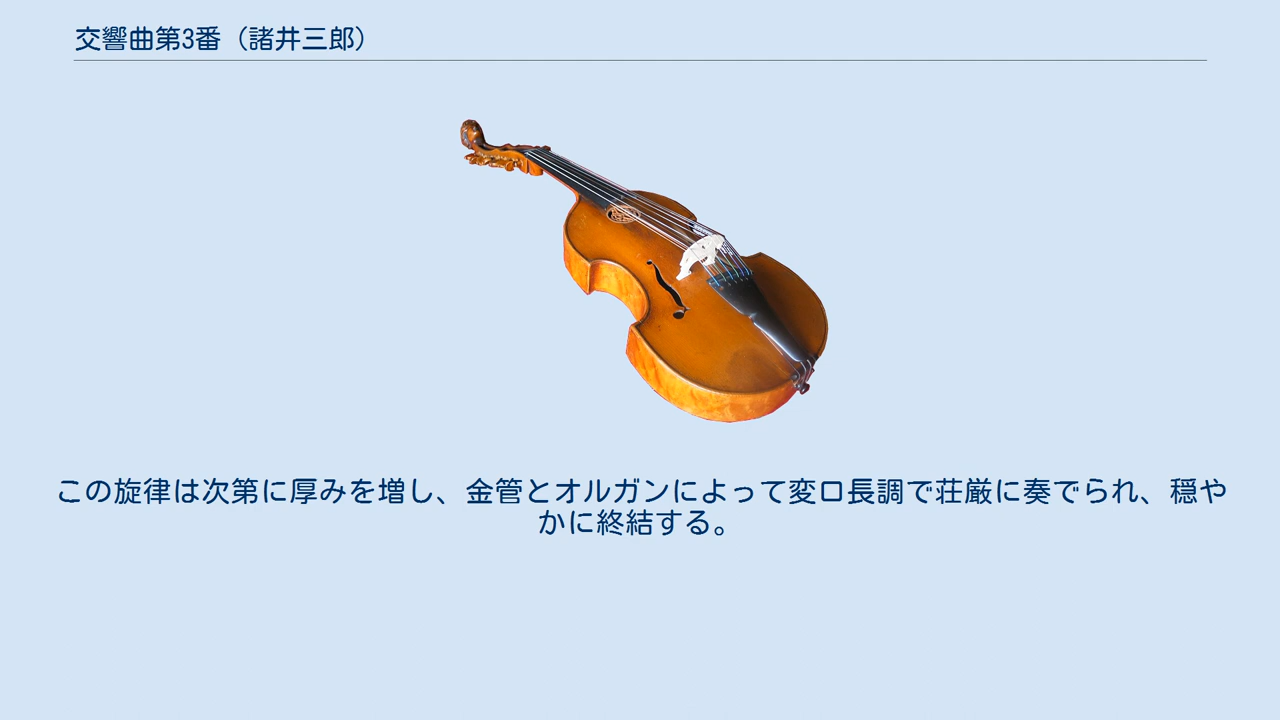 交響曲第3番（諸井三郎）
この旋律は次第に厚みを増し、金管とオルガンによって変ロ長調で荘厳に奏でられ、穏や
かに終結する。